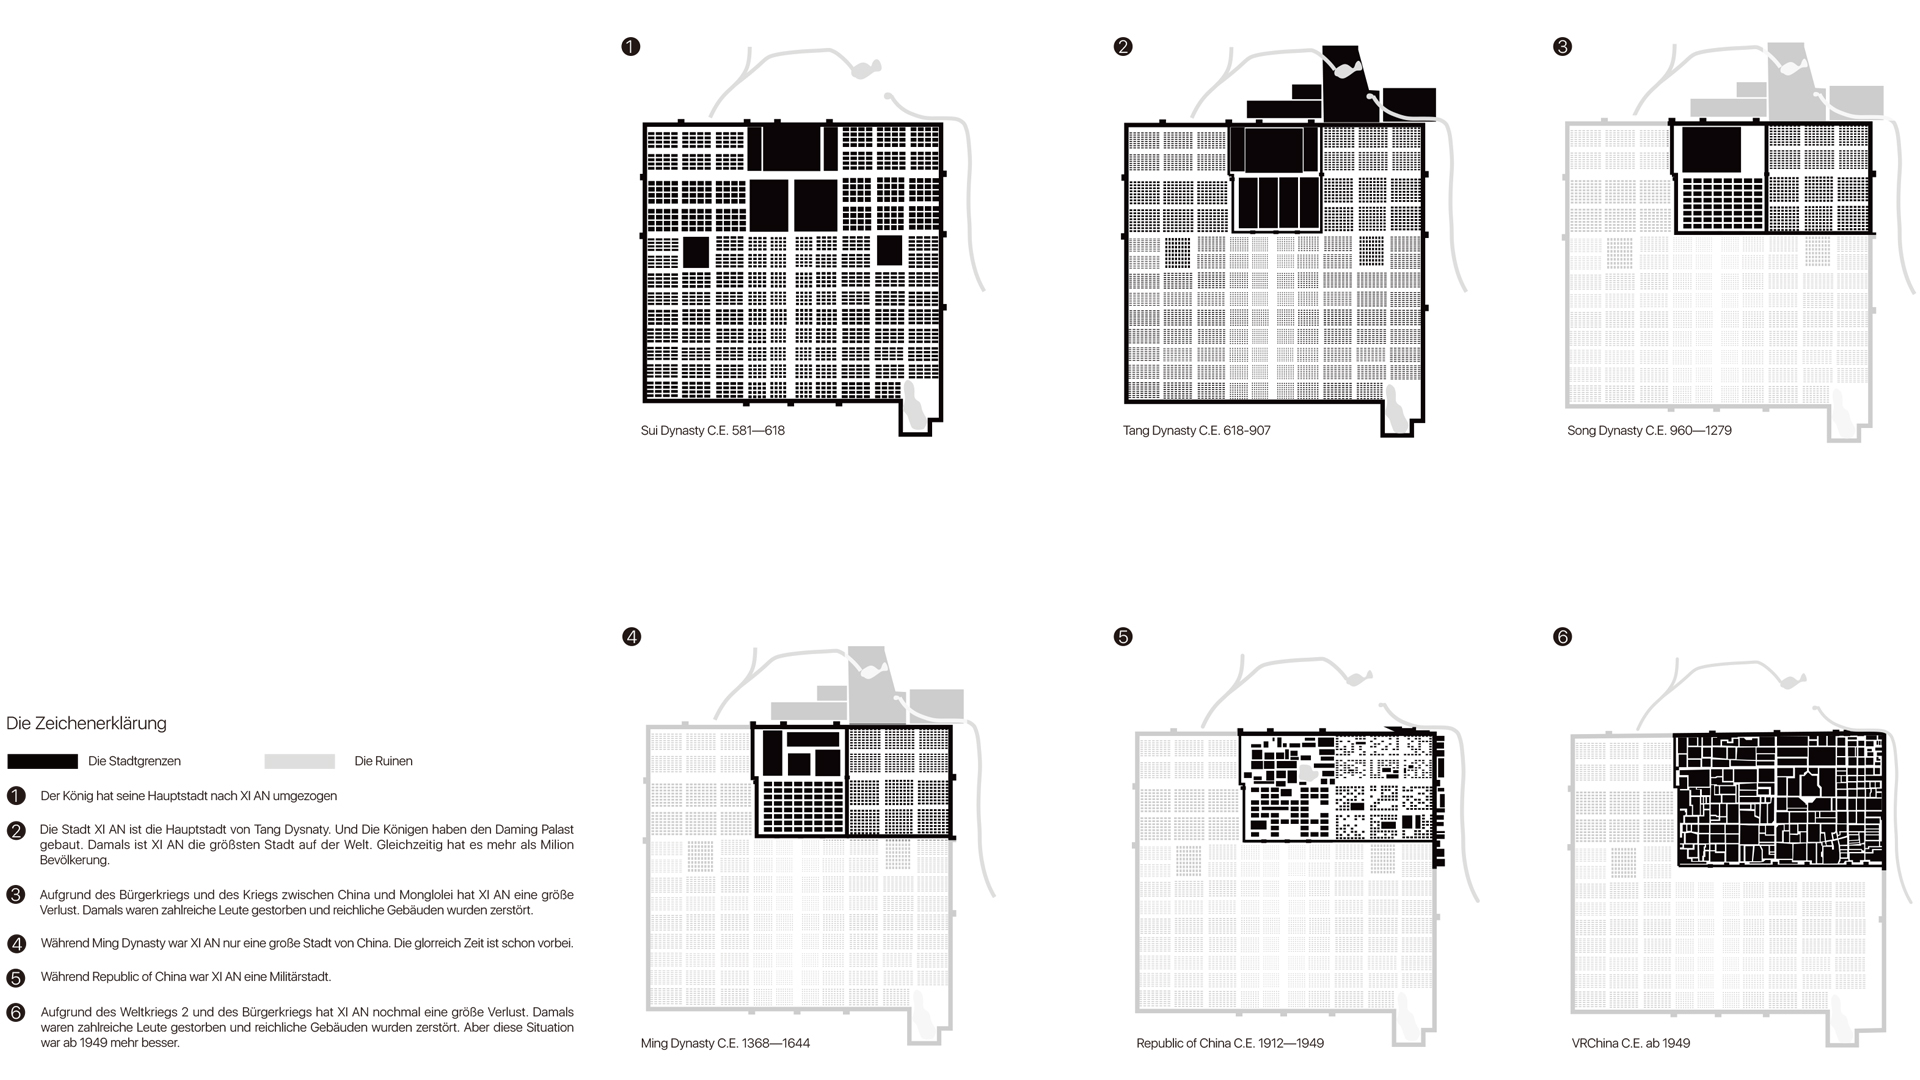 1
2
3
Sui Dynasty C.E. 581—618
Tang Dynasty C.E. 618-907
Song Dynasty C.E. 960—1279
4
5
6
Ming Dynasty C.E. 1368—1644
Republic of China C.E. 1912—1949
VRChina C.E. ab 1949
Die Zeichenerklärung
Die Stadtgrenzen
Die Ruinen
1 Der König hat seine Hauptstadt nach XI AN umgezogen
2 Die Stadt XI AN ist die Hauptstadt von Tang Dysnaty. Und Die Königen haben den Daming Palast
gebaut. Damals ist XI AN die größsten Stadt auf der Welt. Gleichzeitig hat es mehr als Milion
Bevölkerung.
3 Aufgrund des Bürgerkriegs und des Kriegs zwischen China und Monglolei hat XI AN eine größe
Verlust. Damals waren zahlreiche Leute gestorben und reichliche Gebäuden wurden zerstört.
4 Während Ming Dynasty war XI AN nur eine große Stadt von China. Die glorreich Zeit ist schon vorbei.
5 Während Republic of China war XI AN eine Militärstadt.
6 Aufgrund des Weltkriegs 2 und des Bürgerkriegs hat XI AN nochmal eine größe Verlust. Damals
waren zahlreiche Leute gestorben und reichliche Gebäuden wurden zerstört. Aber diese Situation
war ab 1949 mehr besser.